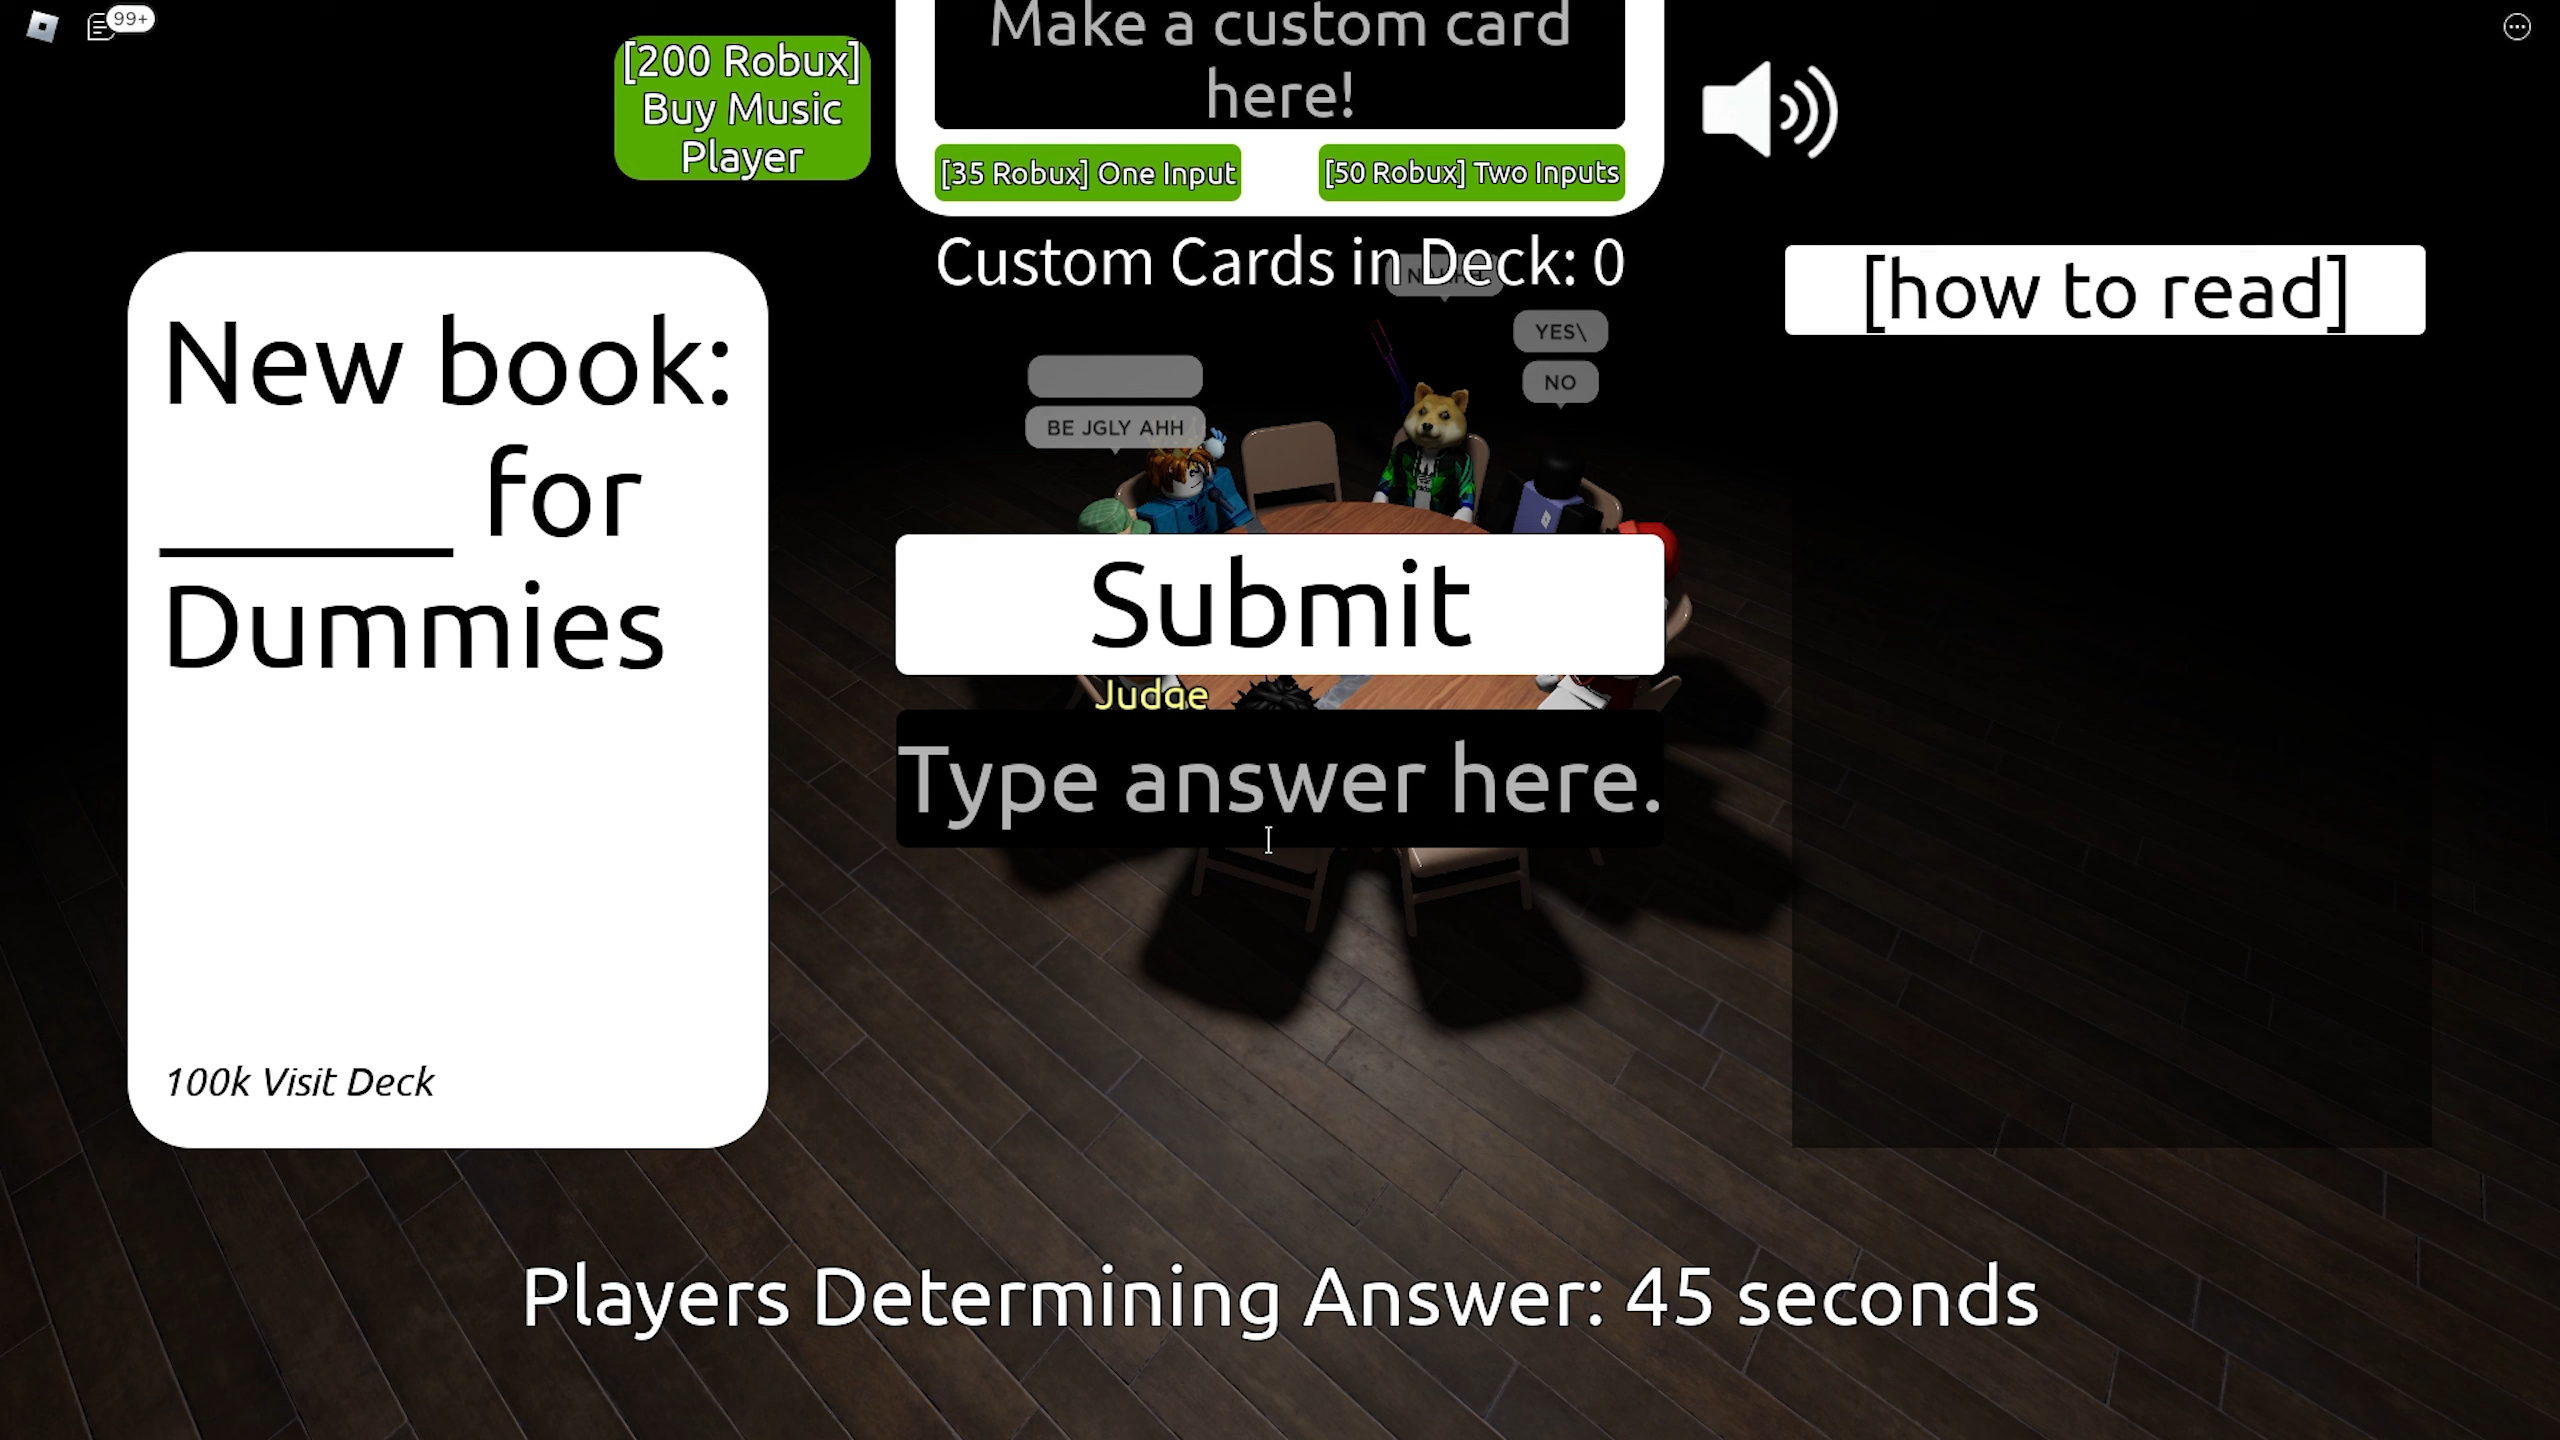 99+
[200 Robux]
Buy Music
Player
Make a custom card
here!
[35 Robux] One Input
[50 Robux] Two Inputs
Custom Cards in Deck: 0
[how to read]
New book:
______ for
Dummies
100k Visit Deck
YES\
NO
BE JGLY AHH
Submit
Judge
Type answer here.
Players Determining Answer: 45 seconds